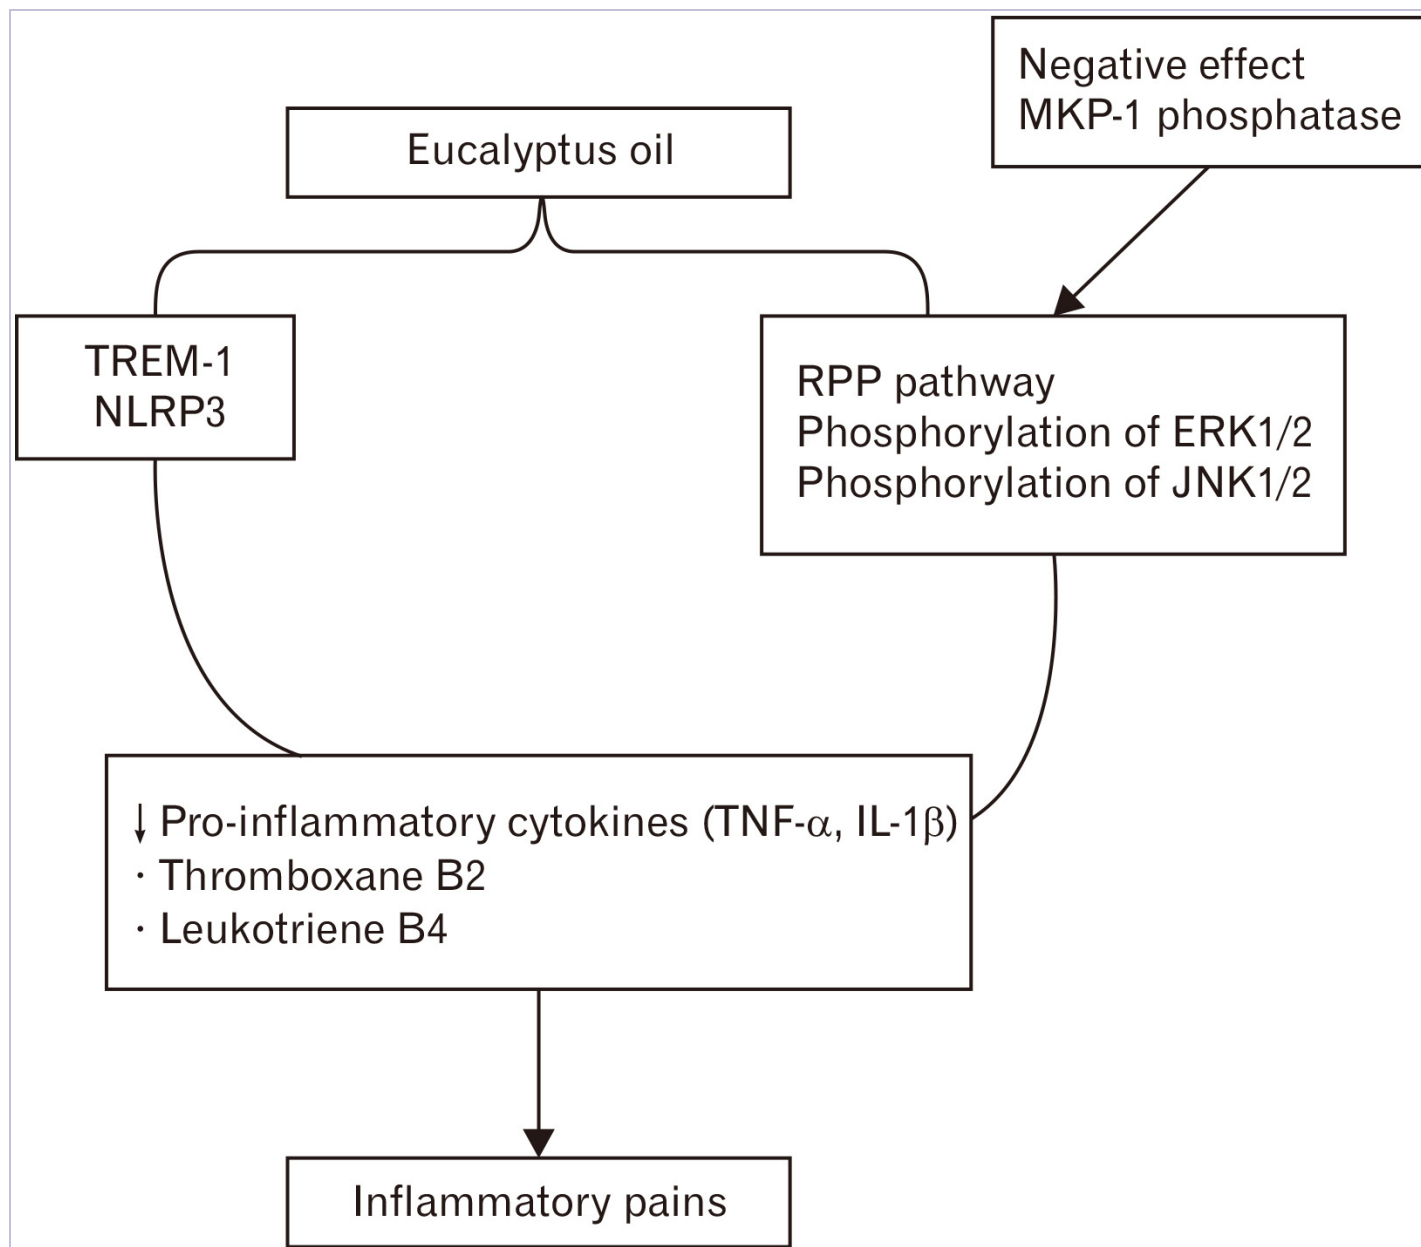 Negative effect
MKP-1 phosphatase
Eucalyptus oil
TREM-1
NLRP3
RPP pathway
Phosphorylation of ERK1/2
Phosphorylation of JNK1/2
↓ Pro-inflammatory cytokines (TNF-α, IL-1β)
· Thromboxane B2
· Leukotriene B4
Inflammatory pains